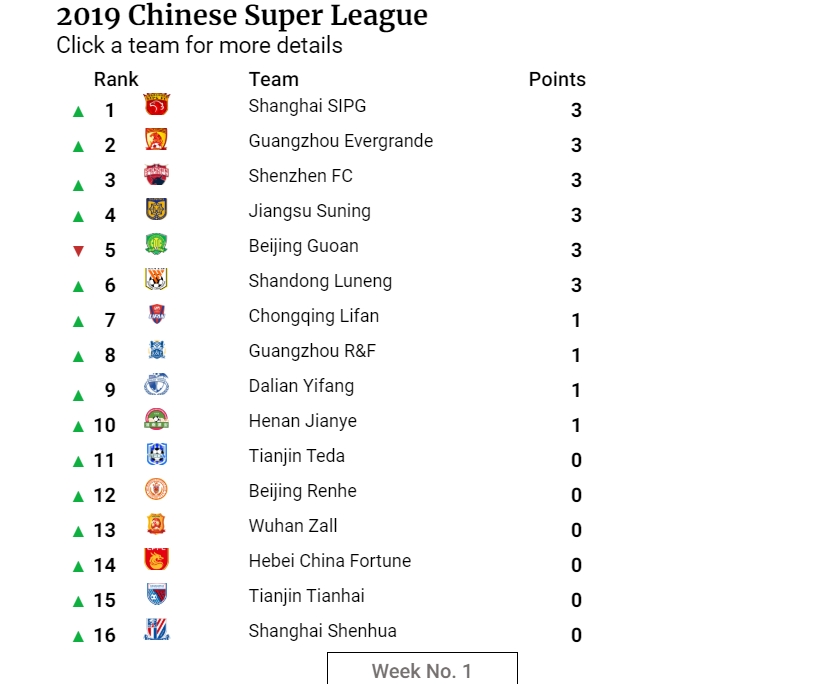 2019 Chinese Super League
Click a team for more details
Rank Team Points
▲ 1 Shanghai SIPG 3
▲ 2 Guangzhou Evergrande 3
▲ 3 Shenzhen FC 3
▲ 4 Jiangsu Suning 3
▼ 5 Beijing Guoan 3
▲ 6 Shandong Luneng 3
▲ 7 Chongqing Lifan 1
▲ 8 Guangzhou R&F 1
▲ 9 Dalian Yifang 1
▲ 10 Henan Jianye 1
▲ 11 Tianjin Teda 0
▲ 12 Beijing Renhe 0
▲ 13 Wuhan Zall 0
▲ 14 Hebei China Fortune 0
▲ 15 Tianjin Tianhai 0
▲ 16 Shanghai Shenhua 0
Week No. 1